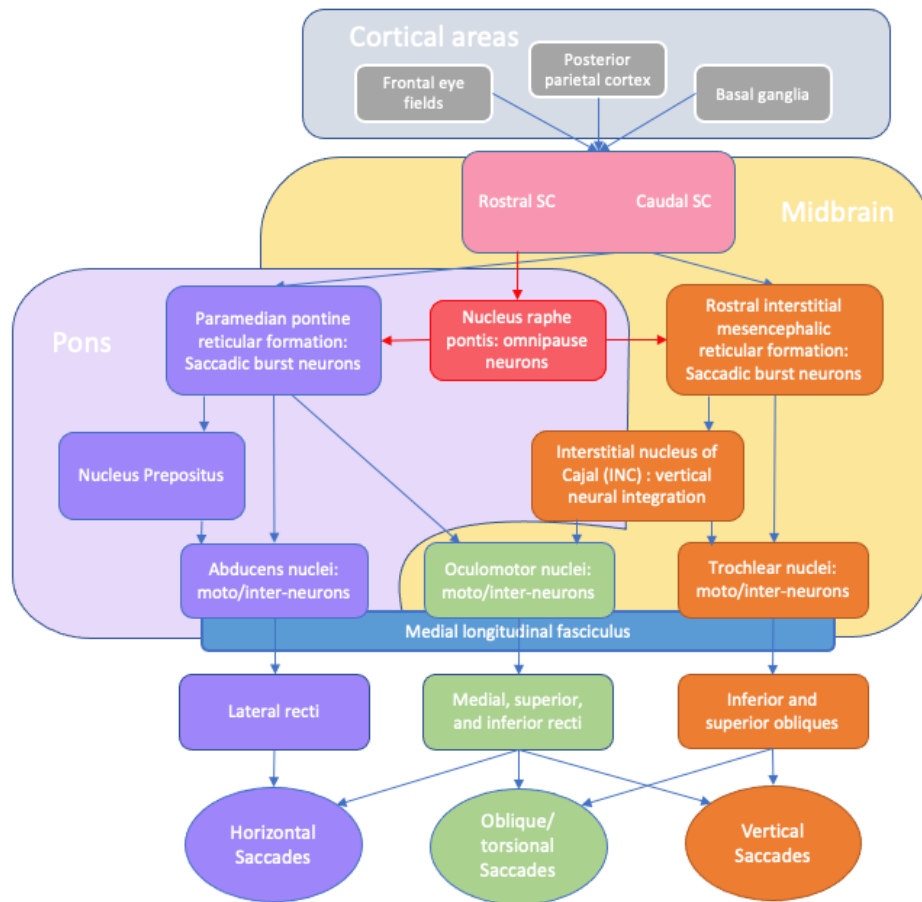 Cortical areas
Frontal eye
fields
Posterior
parietal cortex
Basal ganglia
Rostral SC
Caudal SC
Midbrain
Pons
Paramedian pontine
reticular formation:
Saccadic burst neurons
Nucleus raphe
pontis: omnipause
neurons
Rostral interstitial
mesencephalic
reticular formation:
Saccadic burst neurons
Nucleus Prepositus
Interstitial nucleus of
Cajal (INC) : vertical
neural integration
Abducens nuclei:
moto/inter-neurons
Oculomotor nuclei:
moto/inter-neurons
Trochlear nuclei:
moto/inter-neurons
Medial longitudinal fasciculus
Lateral recti
Medial, superior,
and inferior recti
Inferior and
superior obliques
Horizontal
Saccades
Oblique/
torsional
Saccades
Vertical
Saccades